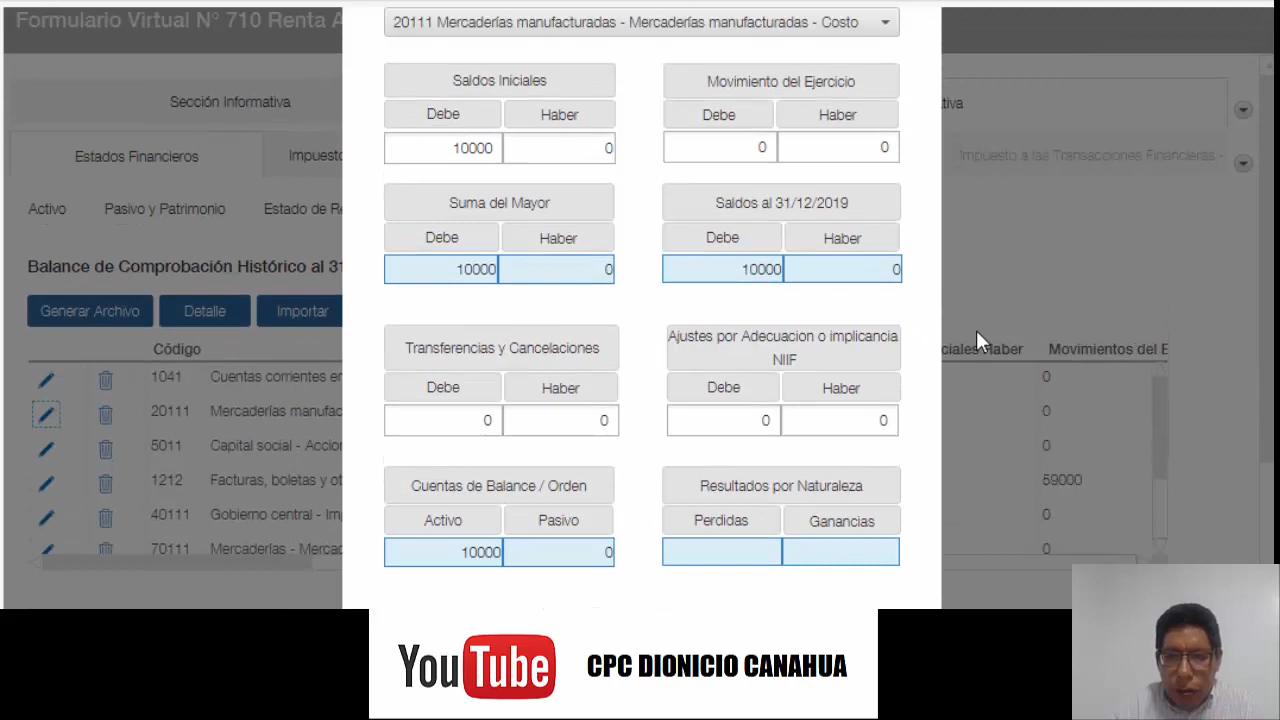 Formulario Virtual N° 710 Renta A
20111 Mercaderías manufacturadas - Mercaderías manufacturadas - Costo
Sección Informativa
tiva
Estados Financieros
Impuesto
Impuesto a las Transacciones Financieras -
Activo
Pasivo y Patrimonio
Estado de Re
Balance de Comprobación Histórico al 31
Generar Archivo
Detalle
Importar
Código
ciales Haber
Movimientos del E
1041 Cuentas corrientes en 0
20111 Mercaderías manufac 0
5011 Capital social - Accion 0
1212 Facturas, boletas y ot 59000
40111 Gobierno central - Im 0
70111 Mercaderías - Mercad 0
Saldos Iniciales
Debe Haber
10000 0
Movimiento del Ejercicio
Debe Haber
0 0
Suma del Mayor
Debe Haber
10000 0
Saldos al 31/12/2019
Debe Haber
10000 0
Transferencias y Cancelaciones
Debe Haber
0 0
Ajustes por Adecuacion o implicancia
NIIF
Debe Haber
0 0
Cuentas de Balance / Orden
Activo Pasivo
10000 0
Resultados por Naturaleza
Perdidas Ganancias
YouTube
CPC DIONICIO CANAHUA